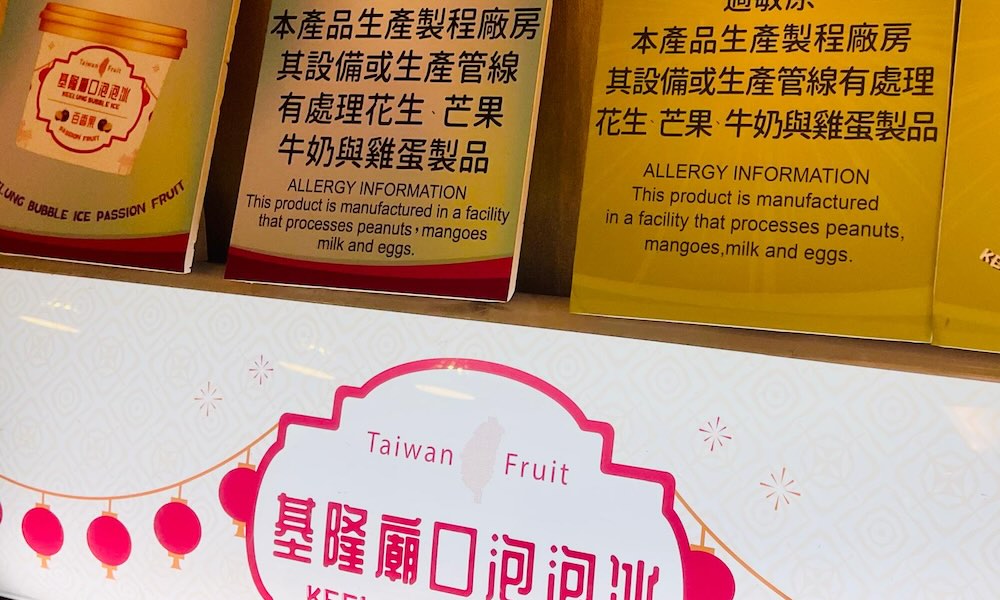 Taiwan Fruit
基隆廟口泡泡冰
KEELUNG BUBBLE ICE
百香果
PASSION FRUIT
KEELUNG BUBBLE ICE PASSION FRUIT
本產品生產製程廠房
其設備或生產管線
有處理花生、芒果
牛奶與雞蛋製品
ALLERGY INFORMATION
This product is manufactured in a facility
that processes peanuts，mangoes
milk and eggs.
過敏原
本產品生產製程廠房
其設備或生產管線有處理
花生、芒果、牛奶與雞蛋製品
ALLERGY INFORMATION
This product is manufactured
in a facility that processes peanuts,
mangoes,milk and eggs.
Taiwan Fruit
基隆廟口泡泡冰